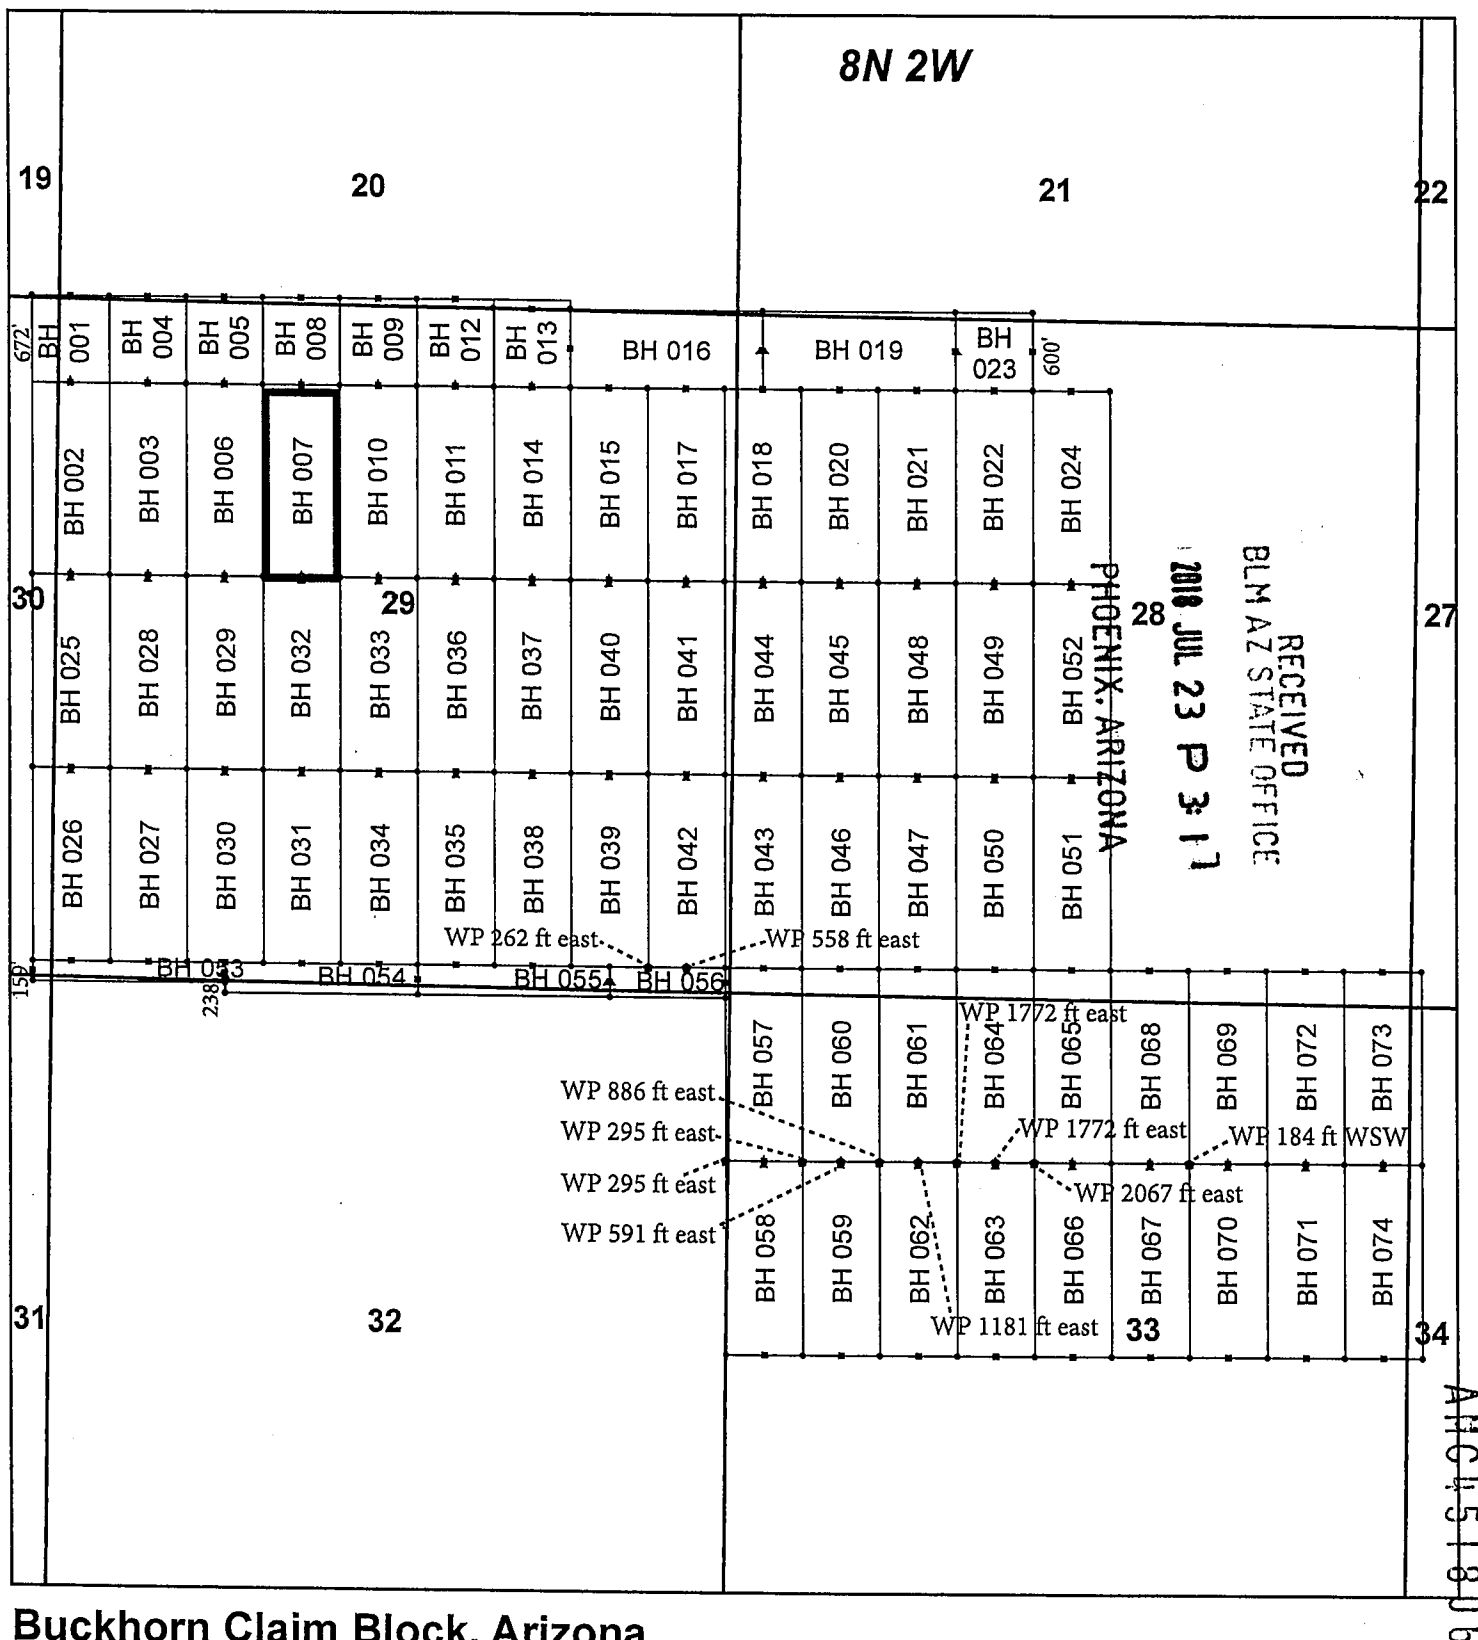 8N 2W
19
20
21
22
672'
BH 001
BH 004
BH 005
BH 008
BH 009
BH 012
BH 013
BH 016
BH 019
BH 023
600'
BH 002
BH 003
BH 006
BH 007
BH 010
BH 011
BH 014
BH 015
BH 017
BH 018
BH 020
BH 021
BH 022
BH 024
30
29
28
27
RECEIVED
BLM AZ STATE OFFICE
2018 JUL 23 P 3:17
PHOENIX, ARIZONA
BH 025
BH 028
BH 029
BH 032
BH 033
BH 036
BH 037
BH 040
BH 041
BH 044
BH 045
BH 048
BH 049
BH 052
BH 026
BH 027
BH 030
BH 031
BH 034
BH 035
BH 038
BH 039
BH 042
BH 043
BH 046
BH 047
BH 050
BH 051
WP 262 ft east
WP 558 ft east
159'
BH 053
238'
BH 054
BH 055
BH 056
WP 1772 ft east
BH 057
BH 060
BH 061
BH 064
BH 065
BH 068
BH 069
BH 072
BH 073
WP 886 ft east
WP 295 ft east
WP 1772 ft east
WP 184 ft WSW
WP 295 ft east
WP 2067 ft east
WP 591 ft east
BH 058
BH 059
BH 062
BH 063
BH 066
BH 067
BH 070
BH 071
BH 074
WP 1181 ft east
31
32
33
34
Buckhorn Claim Block, Arizona